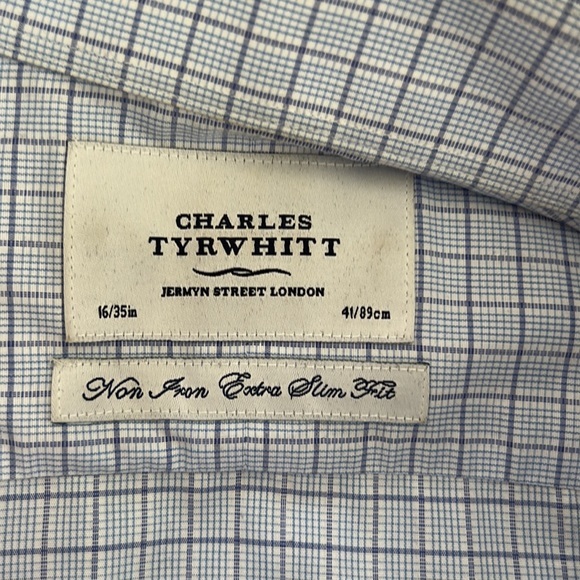 CHARLES
TYRWHITT
JERMYN STREET LONDON
16/35in 41/89cm
Non Iron Extra Slim Fit